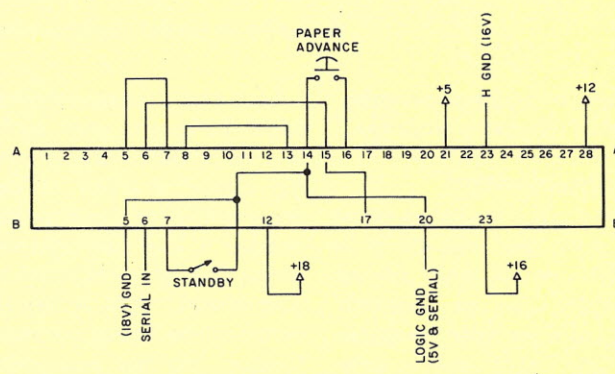 PAPER
ADVANCE
H GND (16V)
+5
+12
A 1 2 3 4 5 6 7 8 9 10 11 12 13 14 15 16 17 18 19 20 21 22 23 24 25 26 27 28
B 5 6 7 12 17 20 23
(18V) GND
SERIAL IN
STANDBY
+18
LOGIC GND
(5V & SERIAL)
+16